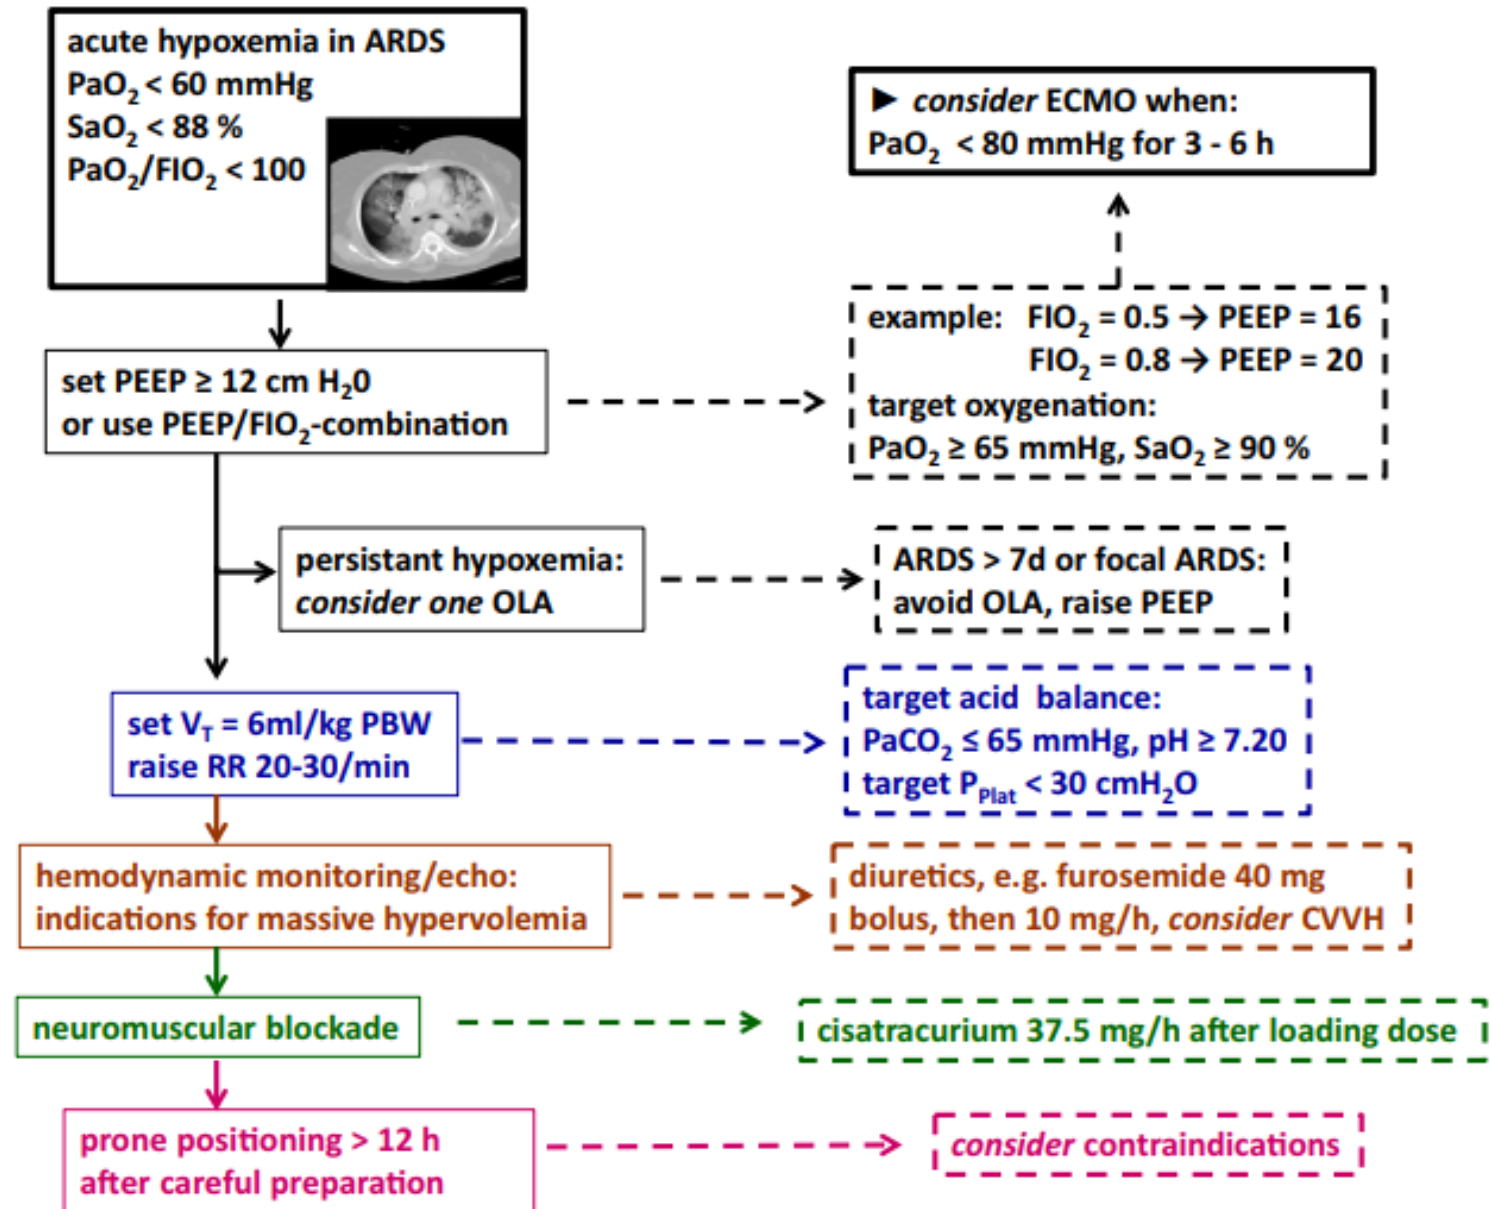 acute hypoxemia in ARDS
PaO₂ < 60 mmHg
SaO₂ < 88 %
PaO₂/FIO₂ < 100
► consider ECMO when:
PaO₂ < 80 mmHg for 3 - 6 h
set PEEP ≥ 12 cm H₂0
or use PEEP/FIO₂-combination
example: FIO₂ = 0.5 → PEEP = 16
FIO₂ = 0.8 → PEEP = 20
target oxygenation:
PaO₂ ≥ 65 mmHg, SaO₂ ≥ 90 %
persistant hypoxemia:
consider one OLA
ARDS > 7d or focal ARDS:
avoid OLA, raise PEEP
set V_T = 6ml/kg PBW
raise RR 20-30/min
target acid balance:
PaCO₂ ≤ 65 mmHg, pH ≥ 7.20
target P_Plat < 30 cmH₂O
hemodynamic monitoring/echo:
indications for massive hypervolemia
diuretics, e.g. furosemide 40 mg
bolus, then 10 mg/h, consider CVVH
neuromuscular blockade
cisatracurium 37.5 mg/h after loading dose
prone positioning > 12 h
after careful preparation
consider contraindications